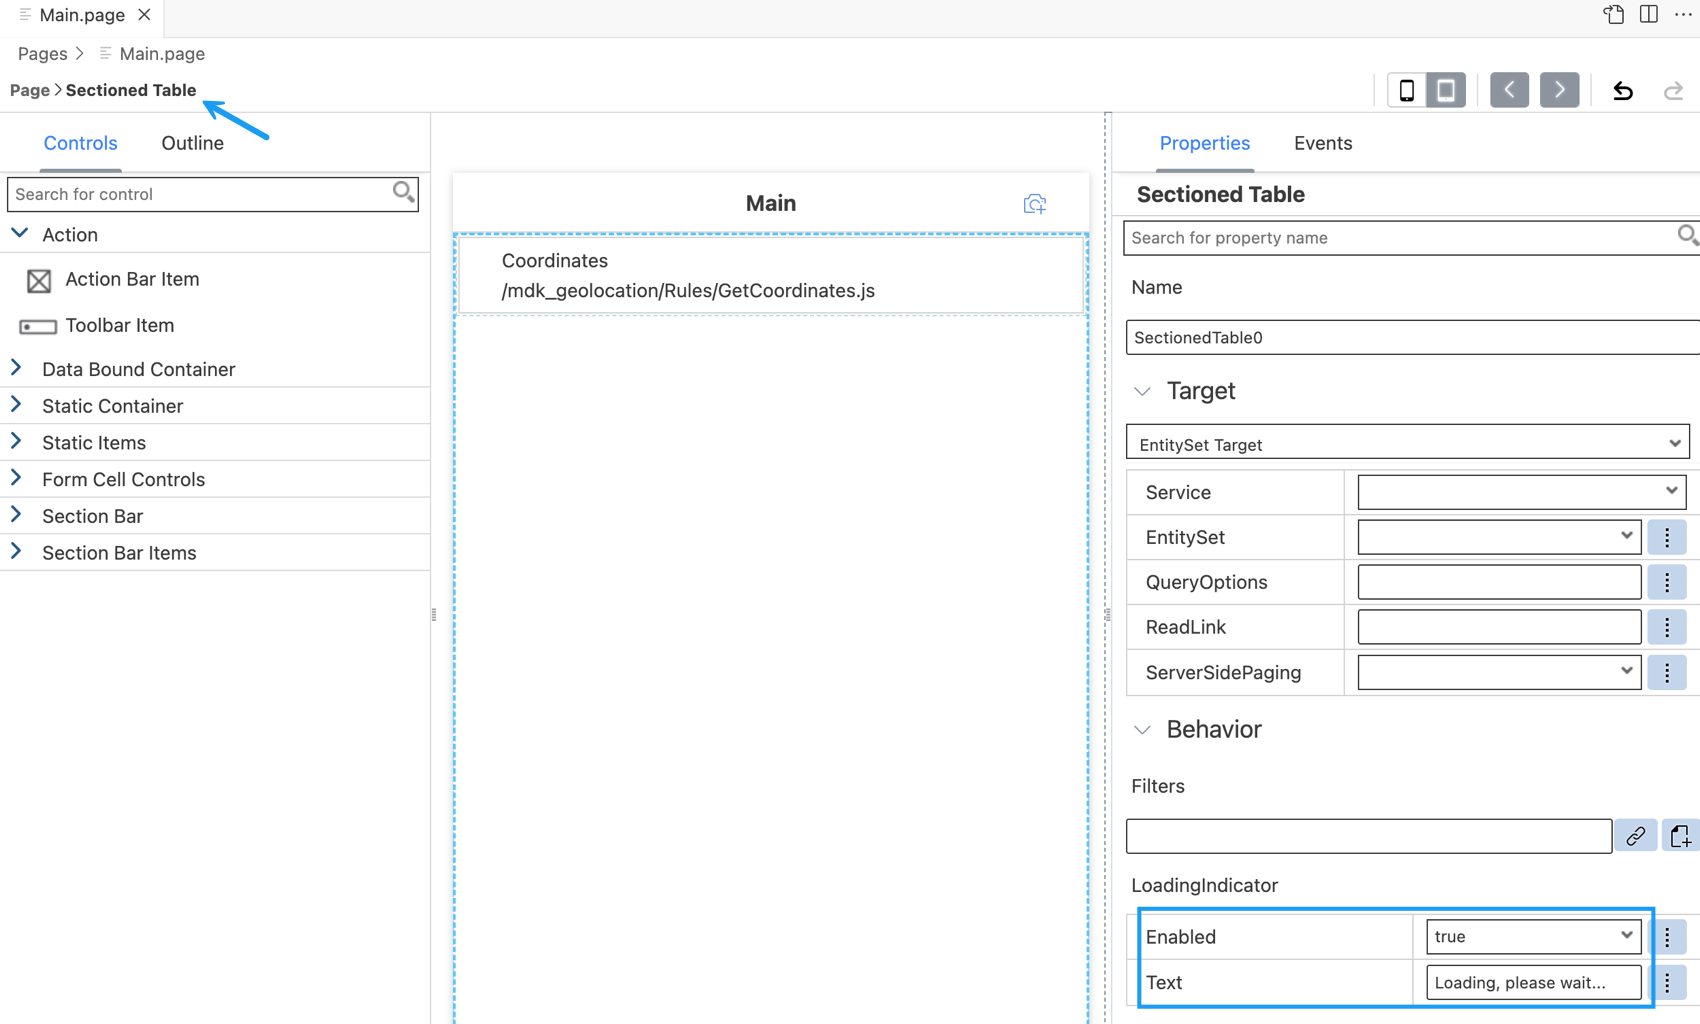 Main.page
Pages > Main.page
Page > Sectioned Table
Controls Outline
Search for control
Action
Action Bar Item
Toolbar Item
Data Bound Container
Static Container
Static Items
Form Cell Controls
Section Bar
Section Bar Items
Main
Coordinates
/mdk_geolocation/Rules/GetCoordinates.js
Properties Events
Sectioned Table
Search for property name
Name
SectionedTable0
Target
EntitySet Target
Service
EntitySet
QueryOptions
ReadLink
ServerSidePaging
Behavior
Filters
LoadingIndicator
Enabled true
Text Loading, please wait...